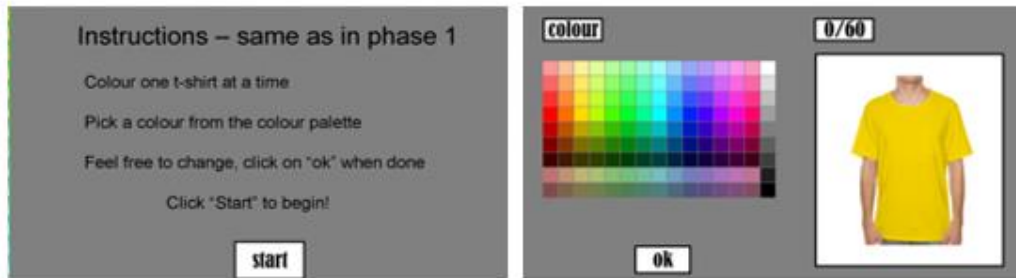 Instructions – same as in phase 1
Colour one t-shirt at a time
Pick a colour from the colour palette
Feel free to change, click on “ok” when done
Click “Start” to begin!
start
colour
0/60
ok